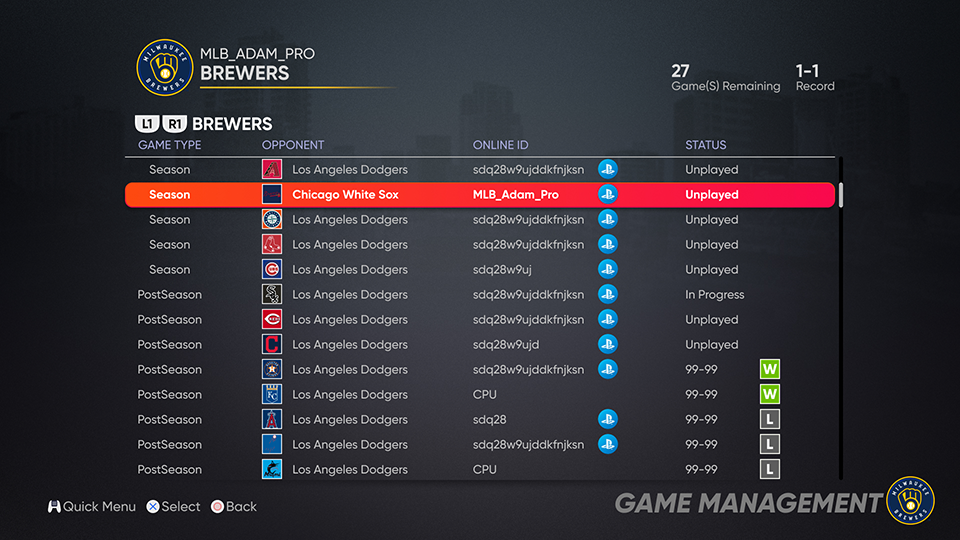 MLB_ADAM_PRO
BREWERS
27 1-1
Game(S) Remaining Record
L1 R1 BREWERS
GAME TYPE OPPONENT ONLINE ID STATUS
Season Los Angeles Dodgers sdq28w9ujddkfnjksn Unplayed
Season Chicago White Sox MLB_Adam_Pro Unplayed
Season Los Angeles Dodgers sdq28w9ujddkfnjksn Unplayed
Season Los Angeles Dodgers sdq28w9ujddkfnjksn Unplayed
Season Los Angeles Dodgers sdq28w9uj Unplayed
PostSeason Los Angeles Dodgers sdq28w9ujddkfnjksn In Progress
PostSeason Los Angeles Dodgers sdq28w9ujddkfnjksn Unplayed
PostSeason Los Angeles Dodgers sdq28w9ujd Unplayed
PostSeason Los Angeles Dodgers sdq28w9ujddkfnjksn 99-99 W
PostSeason Los Angeles Dodgers CPU 99-99 W
PostSeason Los Angeles Dodgers sdq28 99-99 L
PostSeason Los Angeles Dodgers sdq28w9ujddkfnjksn 99-99 L
PostSeason Los Angeles Dodgers CPU 99-99 L
Quick Menu Select Back
GAME MANAGEMENT
MILWAUKEE BREWERS